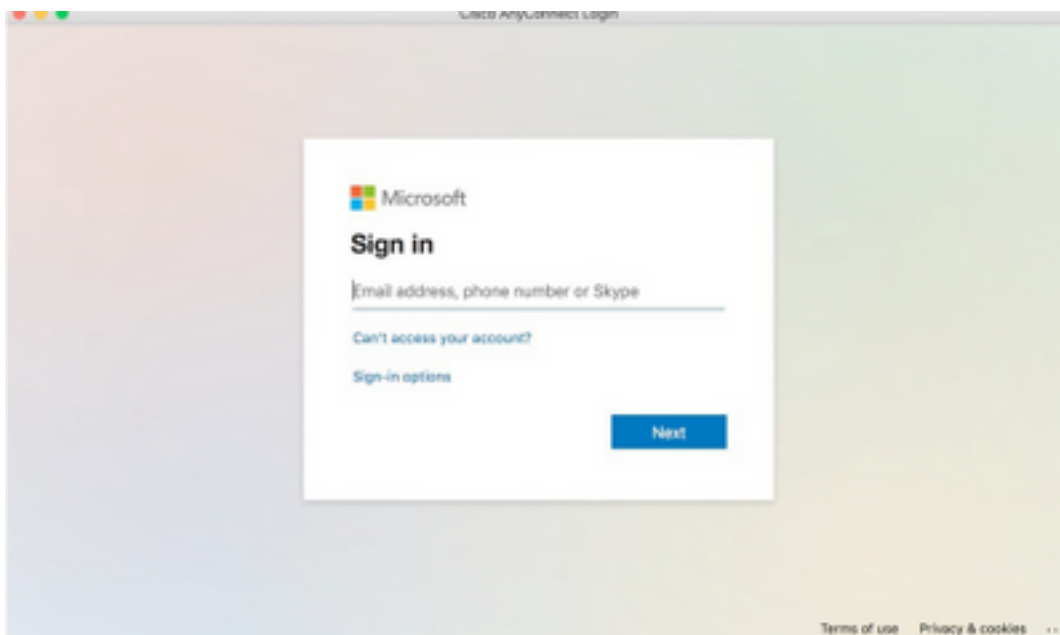 Cisco AnyConnect Login
Microsoft
Sign in
Email address, phone number or Skype
Can't access your account?
Sign-in options
Next
Terms of use Privacy & cookies